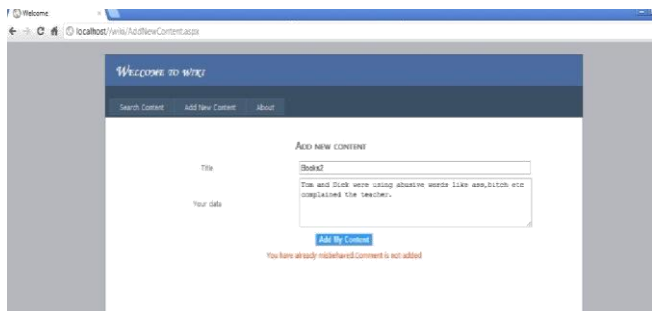 Welcome
localhost/wiki/AddNewContent.aspx
WELCOME TO WIKI
Search Content Add New Content About
ADD NEW CONTENT
Title Books2
Your data
Tom and Dick were using abusive words like ass,bitch etc
complained the teacher.
Add My Content
You have already misbehaved.Comment is not added